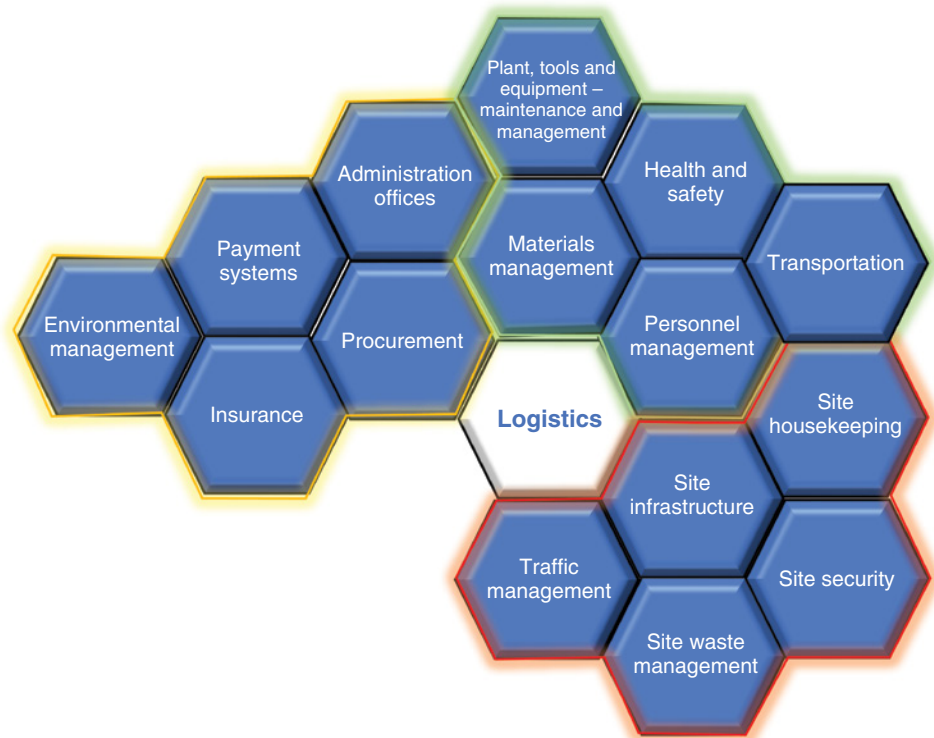 Plant, tools and
equipment –
maintenance and
management
Administration
offices
Health and
safety
Payment
systems
Materials
management
Transportation
Environmental
management
Procurement
Personnel
management
Insurance
Logistics
Site
housekeeping
Site
infrastructure
Traffic
management
Site security
Site waste
management